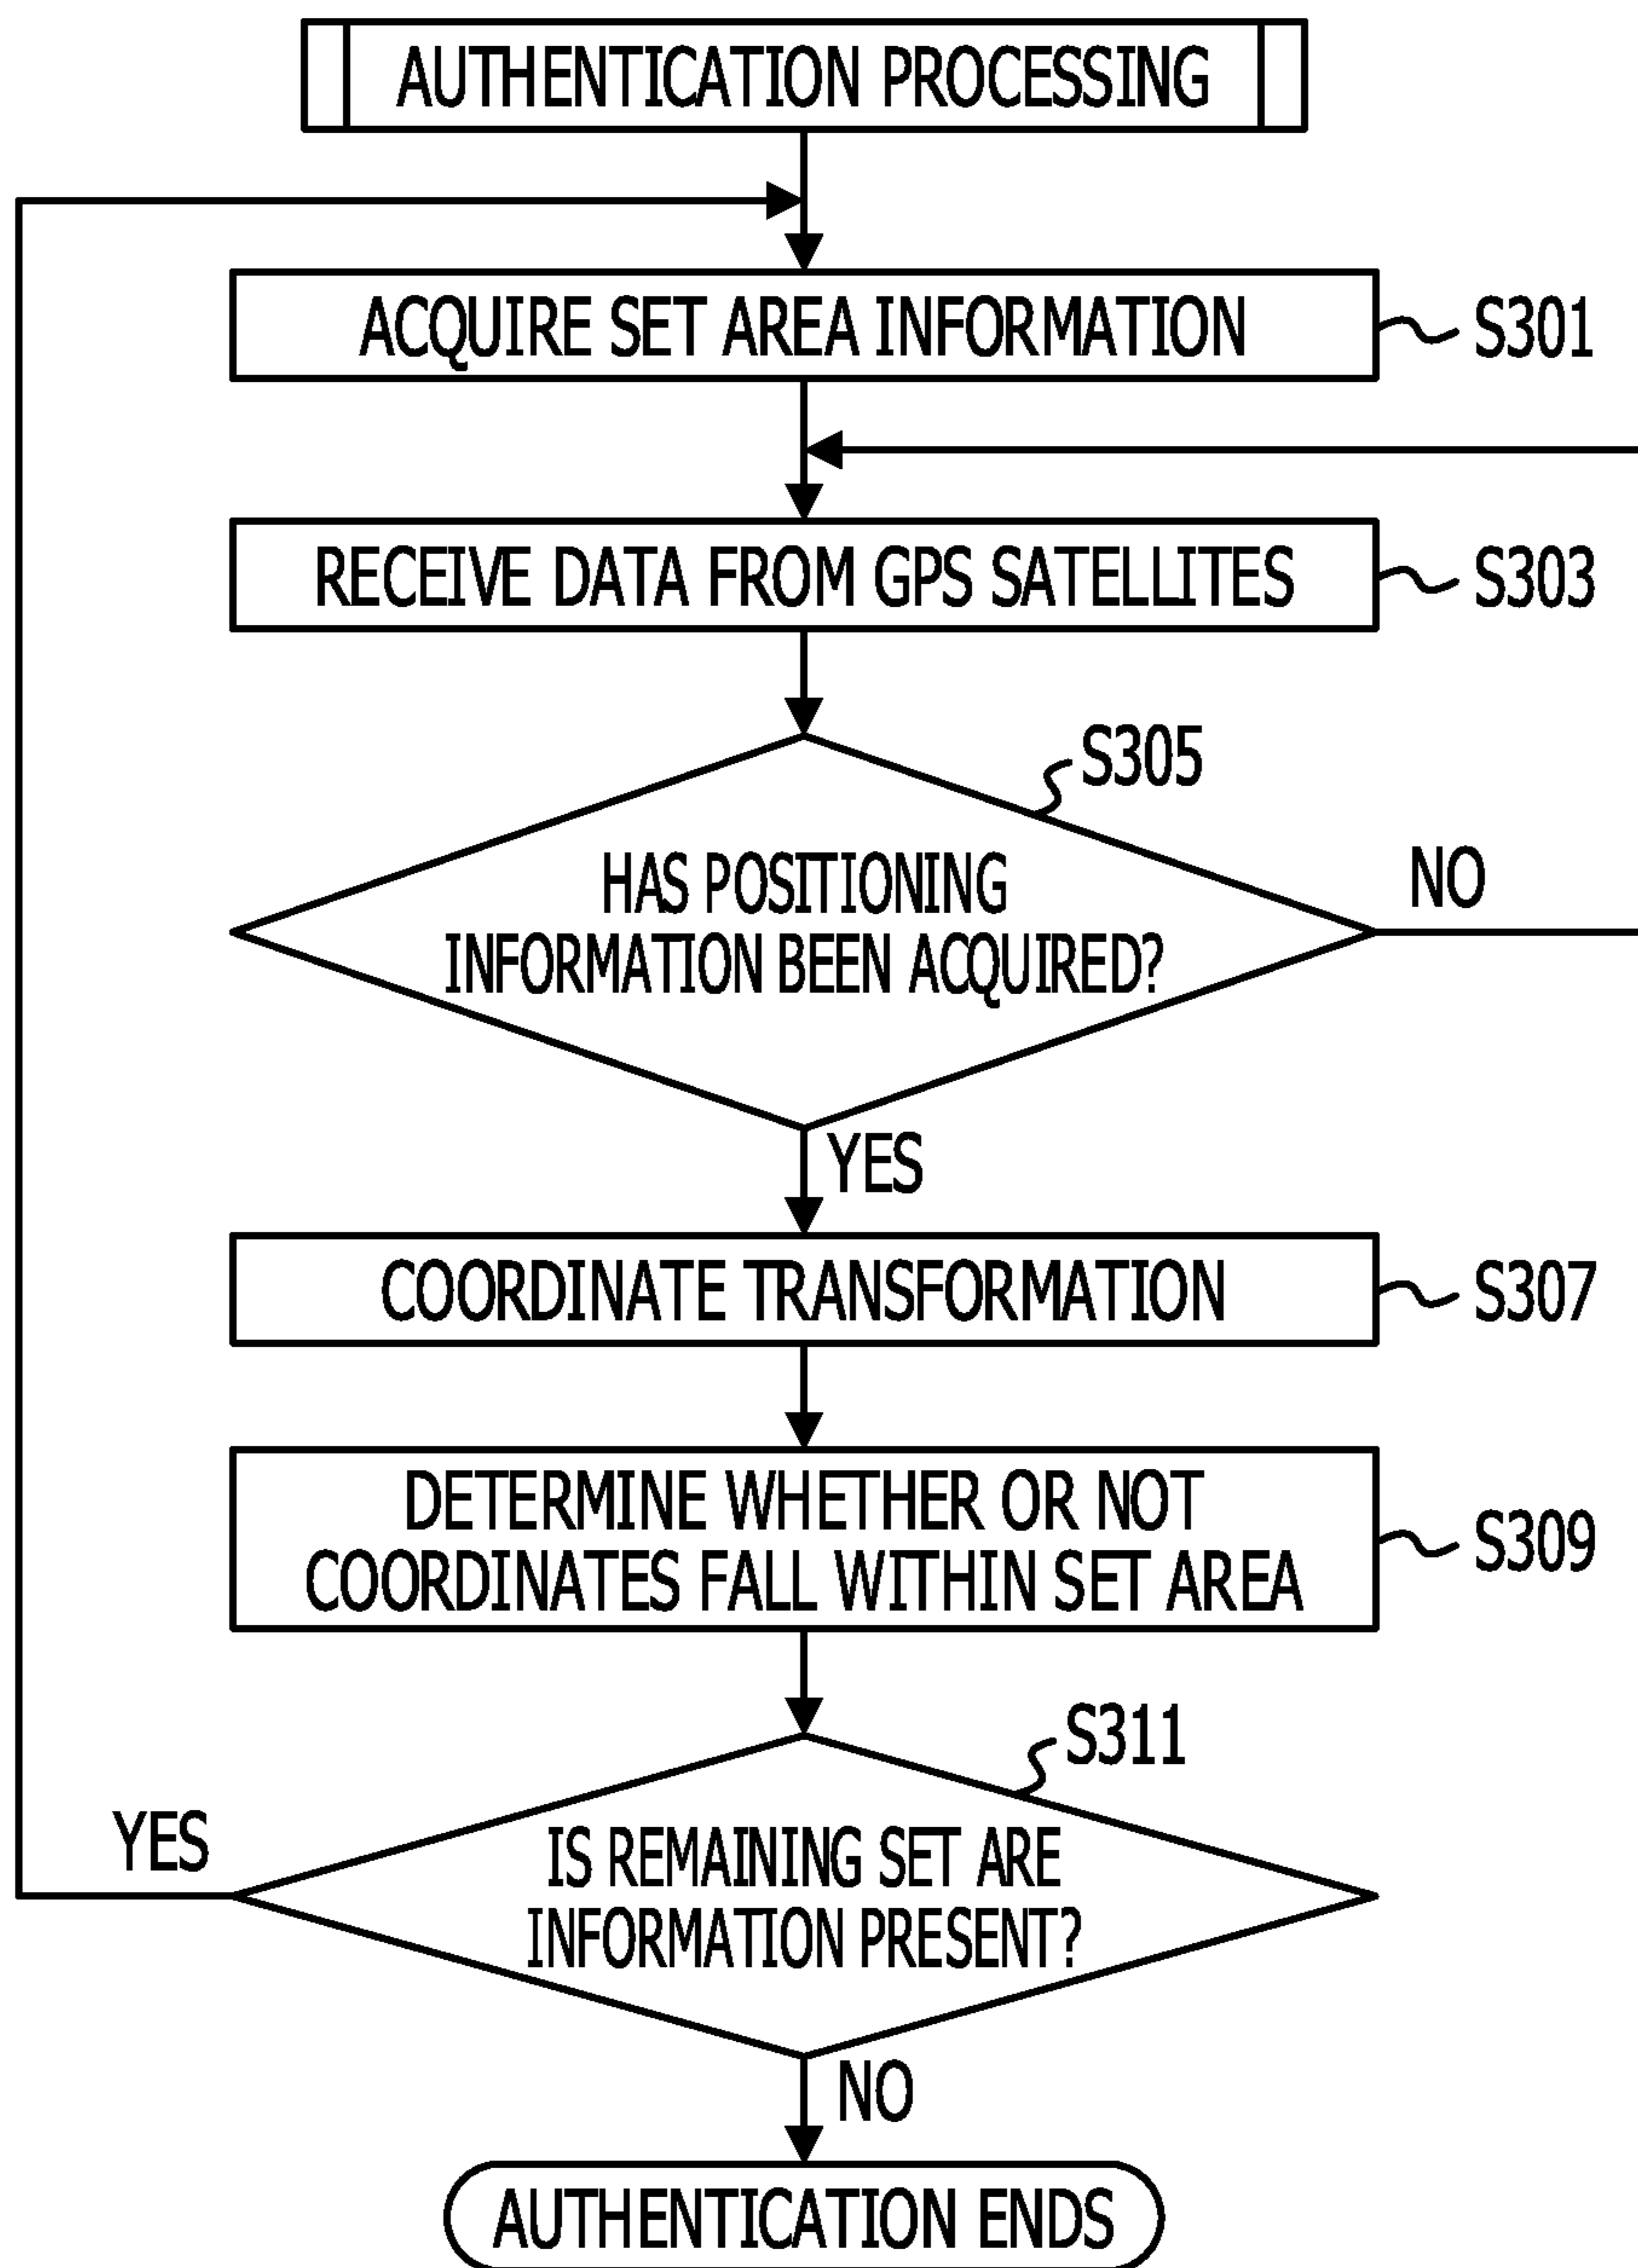 AUTHENTICATION PROCESSING
ACQUIRE SET AREA INFORMATION
S301
RECEIVE DATA FROM GPS SATELLITES
S303
S305
HAS POSITIONING
INFORMATION BEEN ACQUIRED?
NO
YES
COORDINATE TRANSFORMATION
S307
DETERMINE WHETHER OR NOT
COORDINATES FALL WITHIN SET AREA
S309
S311
YES
IS REMAINING SET ARE
INFORMATION PRESENT?
NO
AUTHENTICATION ENDS